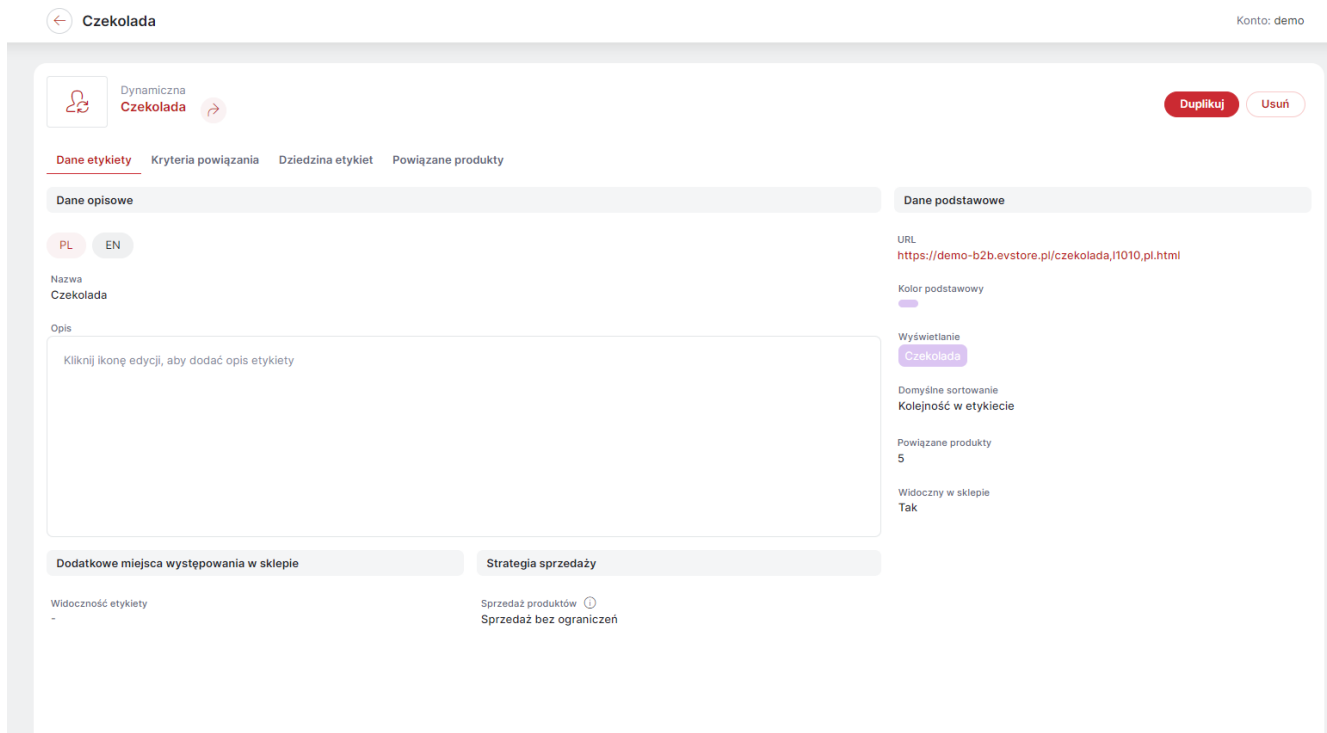 Czekolada
Konto: demo
Dynamiczna
Czekolada
Duplikuj
Usuń
Dane etykiety
Kryteria powiązania
Dziedzina etykiet
Powiązane produkty
Dane opisowe
PL
EN
Nazwa
Czekolada
Opis
Kliknij ikonę edycji, aby dodać opis etykiety
Dodatkowe miejsca występowania w sklepie
Widoczność etykiety
-
Strategia sprzedaży
Sprzedaż produktów
Sprzedaż bez ograniczeń
Dane podstawowe
URL
https://demo-b2b.evstore.pl/czekolada,l1010,pl.html
Kolor podstawowy
Wyświetlanie
Czekolada
Domyślne sortowanie
Kolejność w etykiecie
Powiązane produkty
5
Widoczny w sklepie
Tak